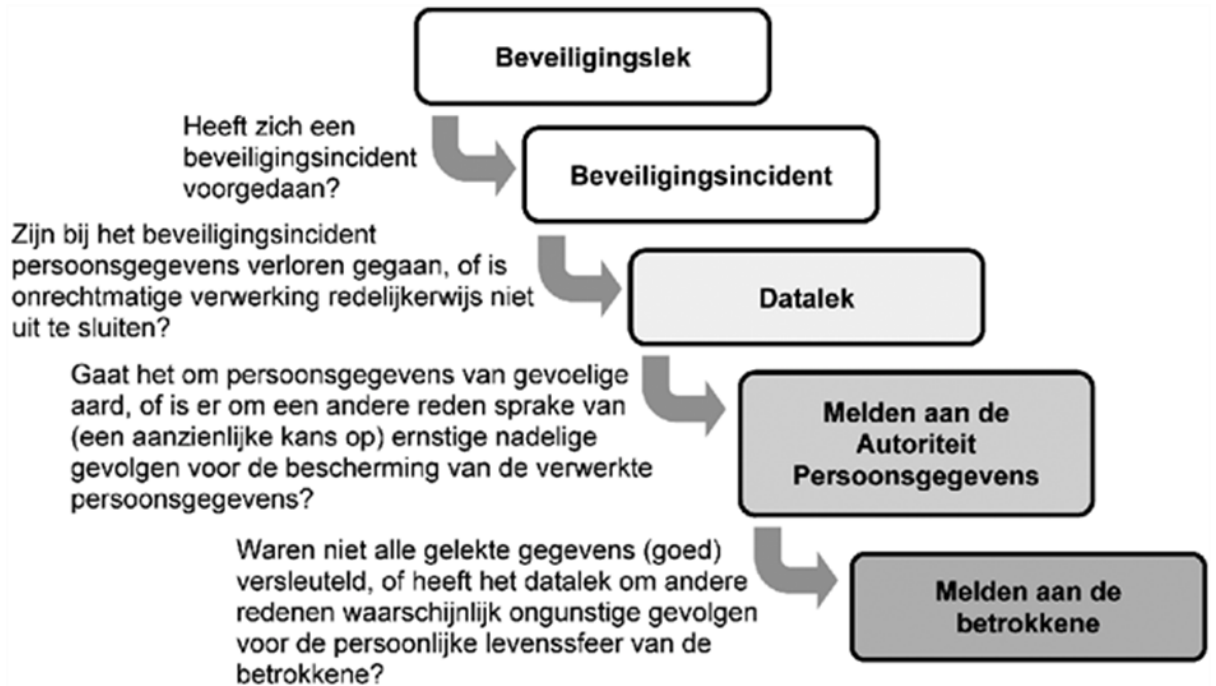 Beveiligingslek
Heeft zich een
beveiligingsincident
voorgedaan?
Beveiligingsincident
Zijn bij het beveiligingsincident
persoonsgegevens verloren gegaan, of is
onrechtmatige verwerking redelijkerwijs niet
uit te sluiten?
Datalek
Gaat het om persoonsgegevens van gevoelige
aard, of is er om een andere reden sprake van
(een aanzienlijke kans op) ernstige nadelige
gevolgen voor de bescherming van de verwerkte
persoonsgegevens?
Melden aan de
Autoriteit
Persoonsgegevens
Waren niet alle gelekte gegevens (goed)
versleuteld, of heeft het datalek om andere
redenen waarschijnlijk ongunstige gevolgen
voor de persoonlijke levenssfeer van de
betrokkene?
Melden aan de
betrokkene